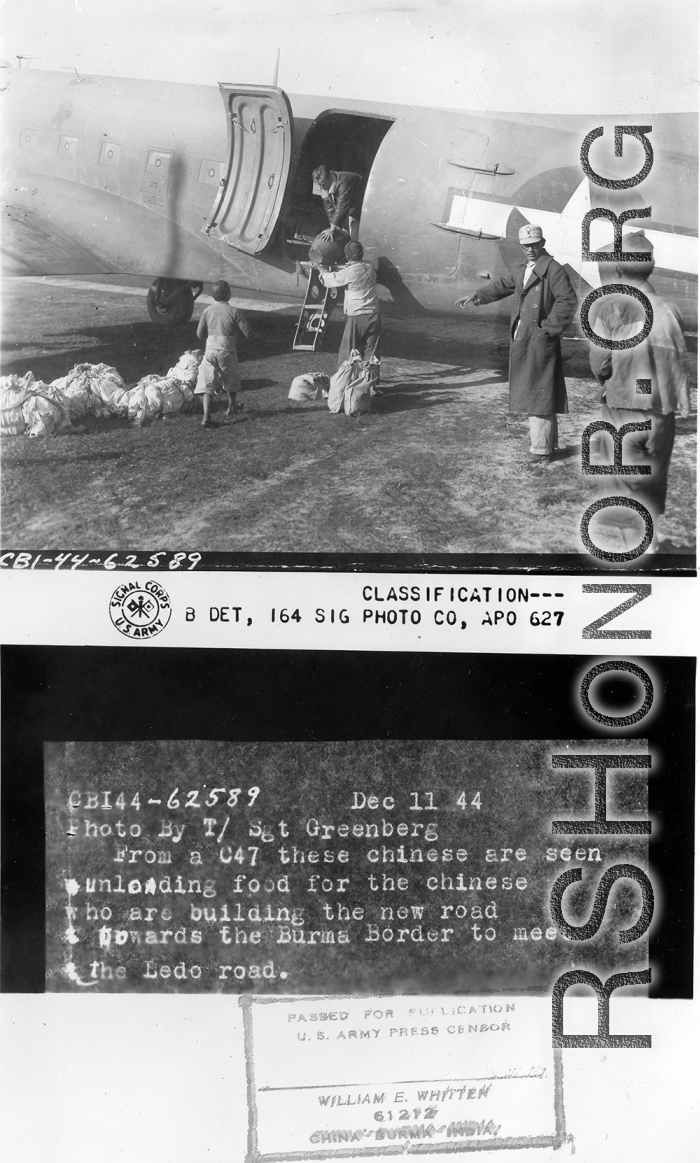 CBI-44-62589
CLASSIFICATION---
SIGNAL CORPS
U.S. ARMY
B DET, 164 SIG PHOTO CO, APO 627
CBI44-62589 Dec 11 44
Photo By T/ Sgt Greenberg
From a C47 these chinese are seen
unloading food for the chinese
who are building the new road
towards the Burma Border to mee
the Ledo road.
PASSED FOR PUBLICATION
U.S. ARMY PRESS CENSOR
WILLIAM E. WHITTEN
61212
CHINA-BURMA-INDIA
RSHONOR.ORG